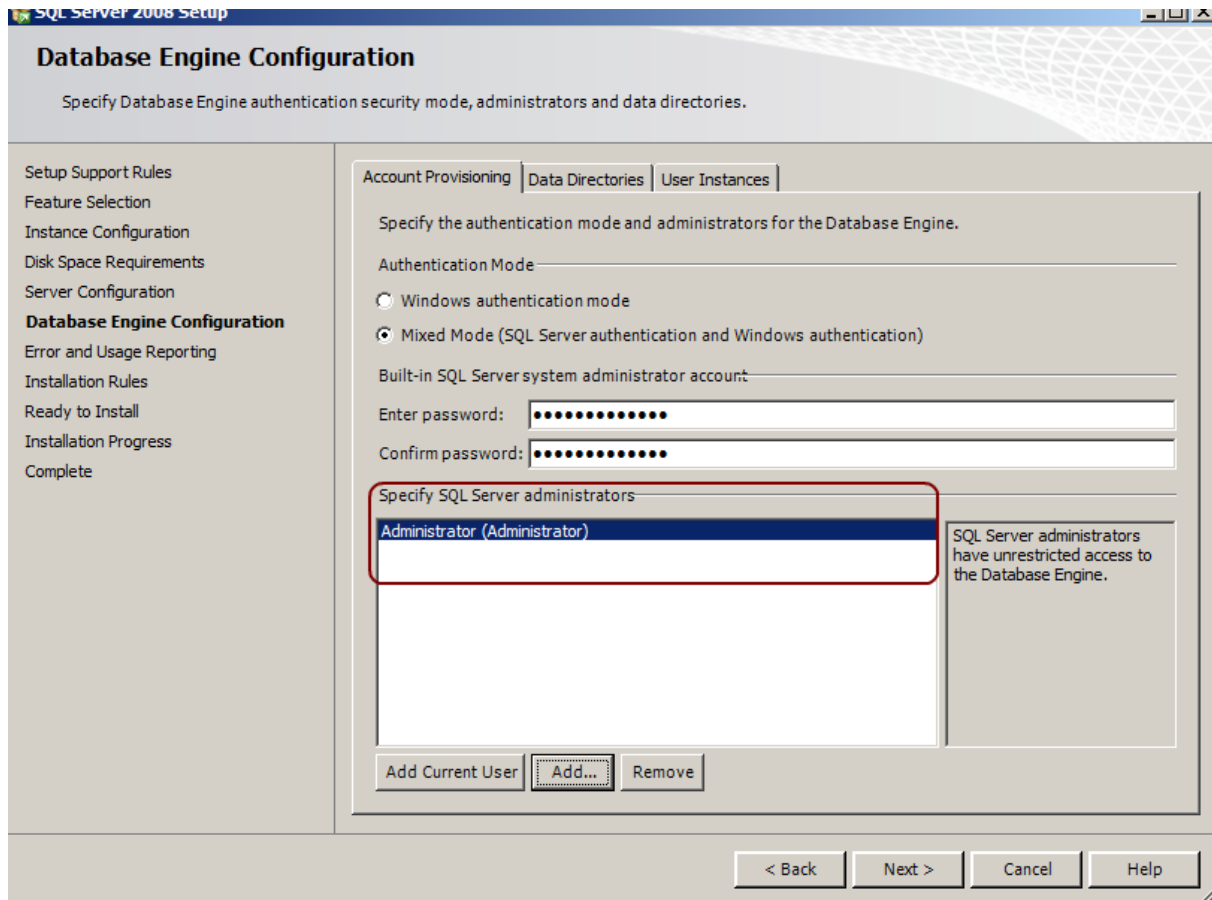 SQL Server 2008 Setup
Database Engine Configuration
Specify Database Engine authentication security mode, administrators and data directories.
Setup Support Rules
Feature Selection
Instance Configuration
Disk Space Requirements
Server Configuration
Database Engine Configuration
Error and Usage Reporting
Installation Rules
Ready to Install
Installation Progress
Complete
Account Provisioning Data Directories User Instances
Specify the authentication mode and administrators for the Database Engine.
Authentication Mode
Windows authentication mode
Mixed Mode (SQL Server authentication and Windows authentication)
Built-in SQL Server system administrator account
Enter password: •••••••••••••
Confirm password: •••••••••••••
Specify SQL Server administrators
Administrator (Administrator)
SQL Server administrators
have unrestricted access to
the Database Engine.
Add Current User Add... Remove
< Back Next > Cancel Help